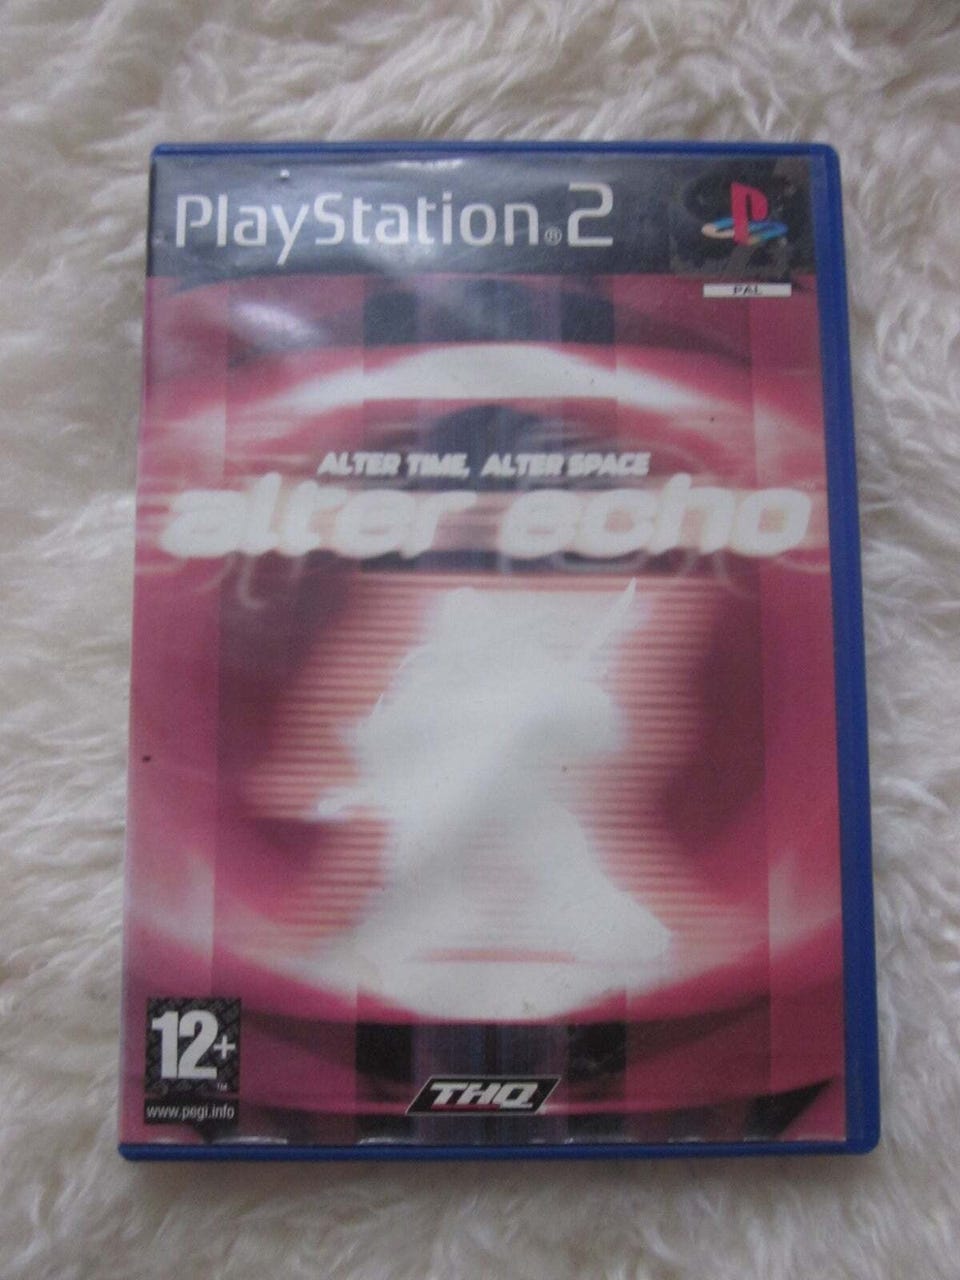 PlayStation®2
PAL
ALTER TIME, ALTER SPACE
alter echo
12+
www.pegi.info
THQ